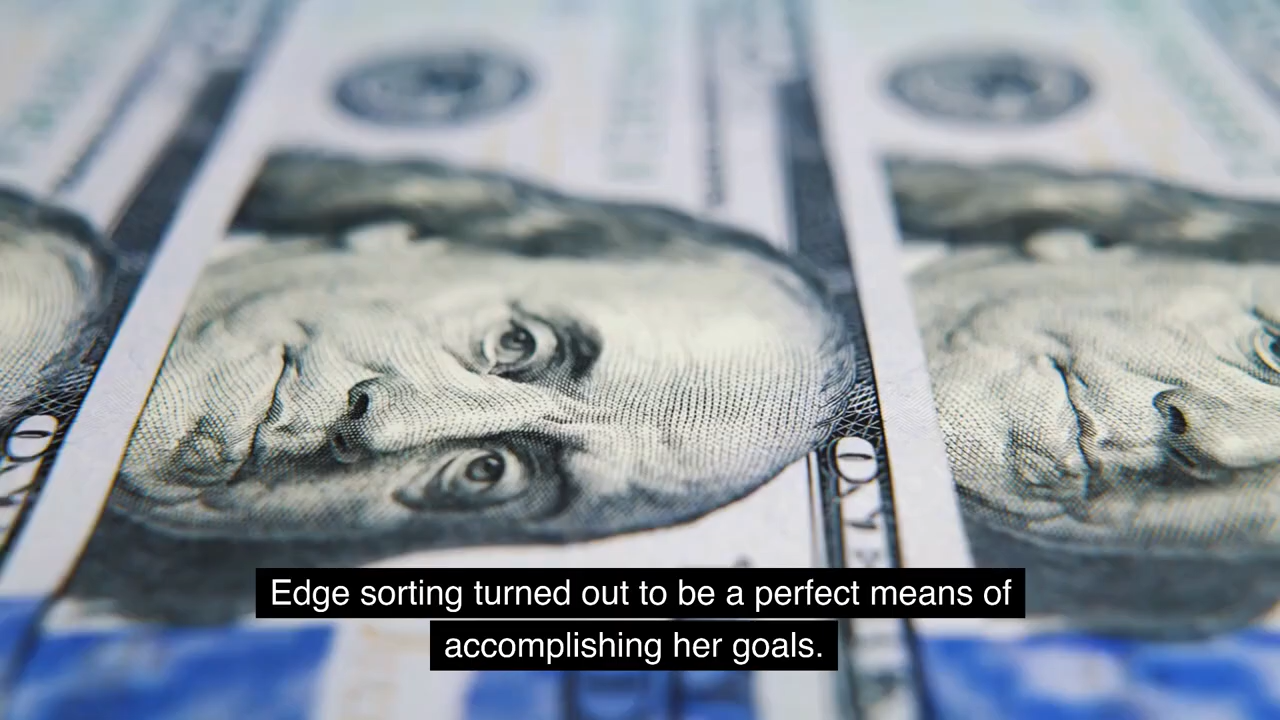 Edge sorting turned out to be a perfect means of
accomplishing her goals.